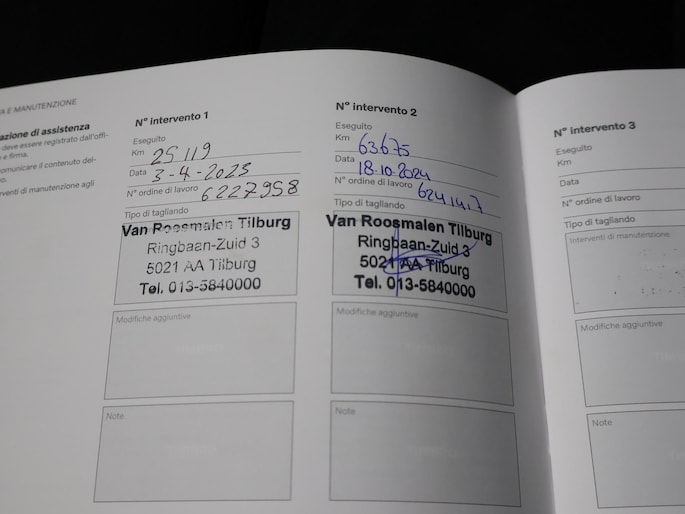 A E MANUTENZIONE
azione di assistenza
deve essere registrato dall'offi-
e firma.
omunicare il contenuto del-
o.
venti di manutenzione agli
N° intervento 1
Eseguito
Km 25119
Data 3-4-2023
N° ordine di lavoro 6227958
Tipo di tagliando
Van Roosmalen Tilburg
Ringbaan-Zuid 3
5021 AA Tilburg
Tel. 013-5840000
Modifiche aggiuntive
Note
N° intervento 2
Eseguito
Km 63675
Data 18-10-2024
N° ordine di lavoro
Tipo di tagliando
Van Roosmalen Tilburg
Ringbaan-Zuid 3
5021 AA Tilburg
Tel. 013-5840000
Modifiche aggiuntive
Note
N° intervento 3
Eseguito
Km
Data
N° ordine di lavoro
Tipo di tagliando
Interventi di manutenzione
Modifiche aggiuntive
Note